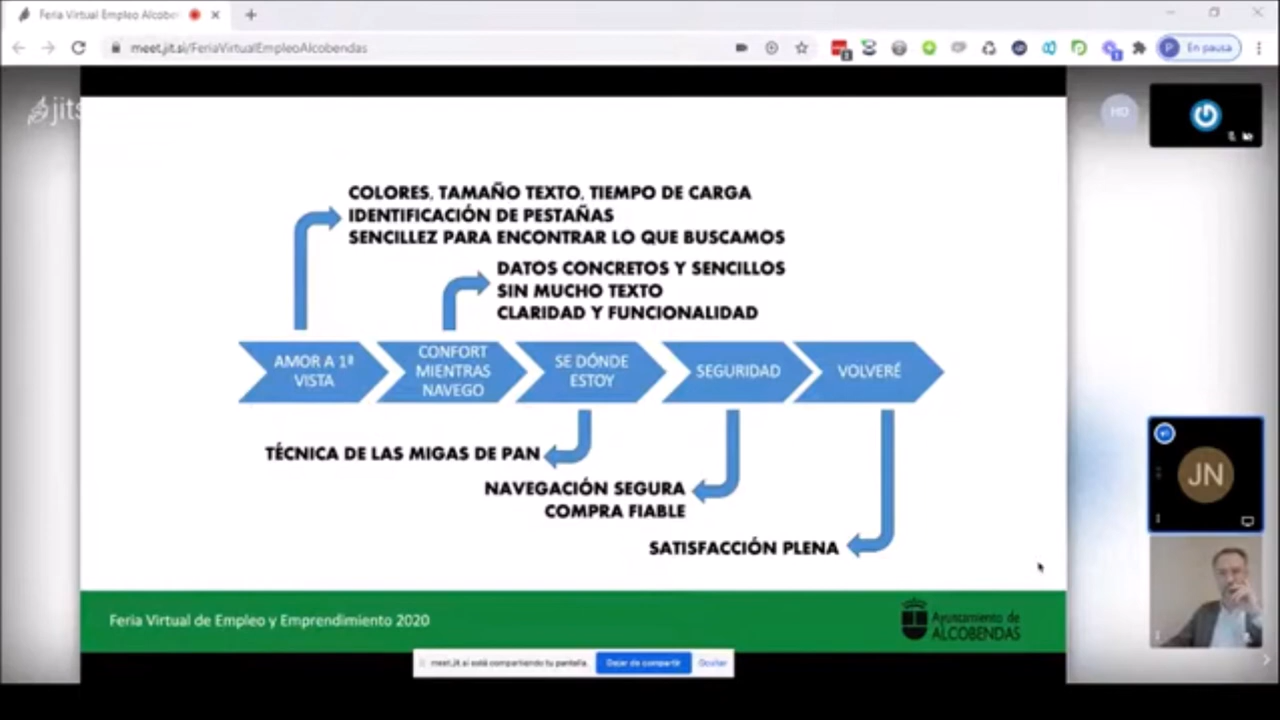 Feria Virtual Empleo Alcobe
meet.jit.si/FeriaVirtualEmpleoAlcobendas
En pausa
jits
HD
COLORES, TAMAÑO TEXTO, TIEMPO DE CARGA
IDENTIFICACIÓN DE PESTAÑAS
SENCILLEZ PARA ENCONTRAR LO QUE BUSCAMOS
DATOS CONCRETOS Y SENCILLOS
SIN MUCHO TEXTO
CLARIDAD Y FUNCIONALIDAD
AMOR A 1ª
VISTA
CONFORT
MIENTRAS
NAVEGO
SE DÓNDE
ESTOY
SEGURIDAD
VOLVERÉ
TÉCNICA DE LAS MIGAS DE PAN
NAVEGACIÓN SEGURA
COMPRA FIABLE
SATISFACCIÓN PLENA
JN
Feria Virtual de Empleo y Emprendimiento 2020
Ayuntamiento de
ALCOBENDAS
meet.jit.si está compartiendo tu pantalla.
Dejar de compartir
Ocultar